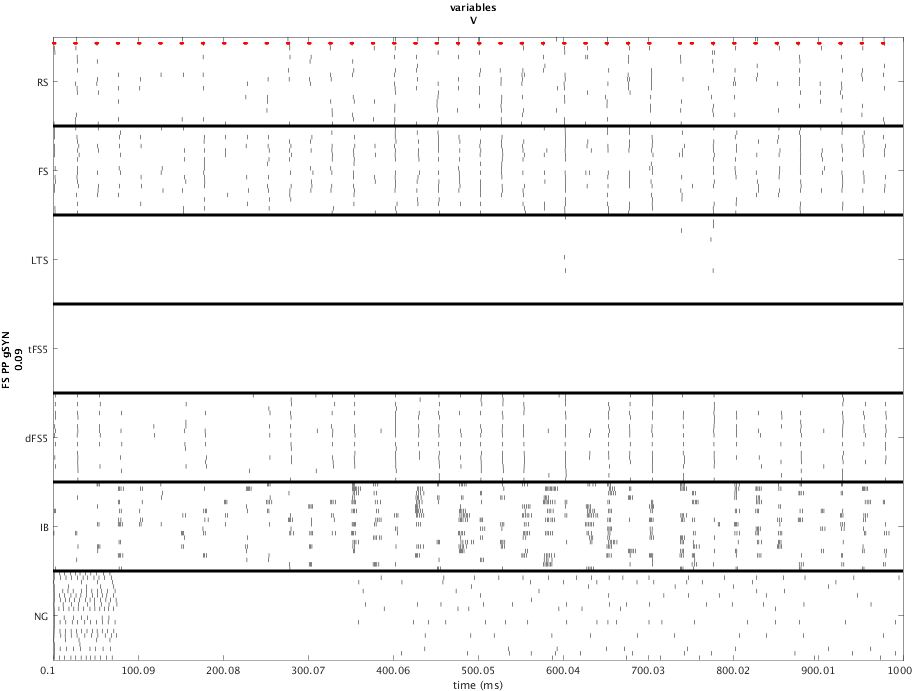 variables
V
RS
FS
LTS
FS PP gSYN
0.09
tFS5
dFS5
IB
NG
0.1 100.09 200.08 300.07 400.06 500.05 600.04 700.03 800.02 900.01 1000
time (ms)